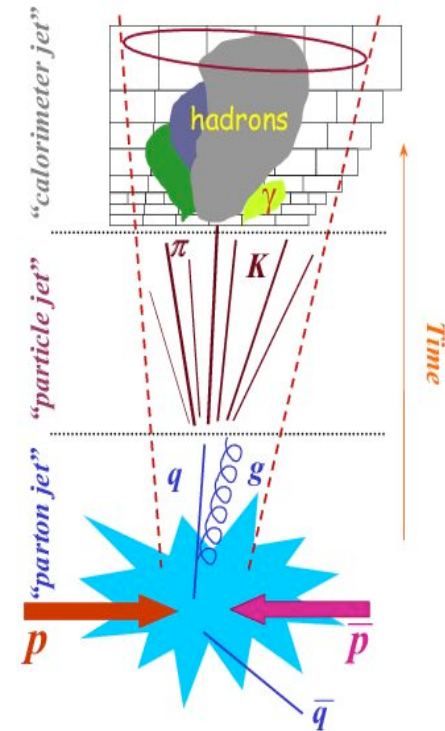 “calorimeter jet”
hadrons
γ
π
K
“particle jet”
Time
“parton jet”
q
g
p
p̅
q̅